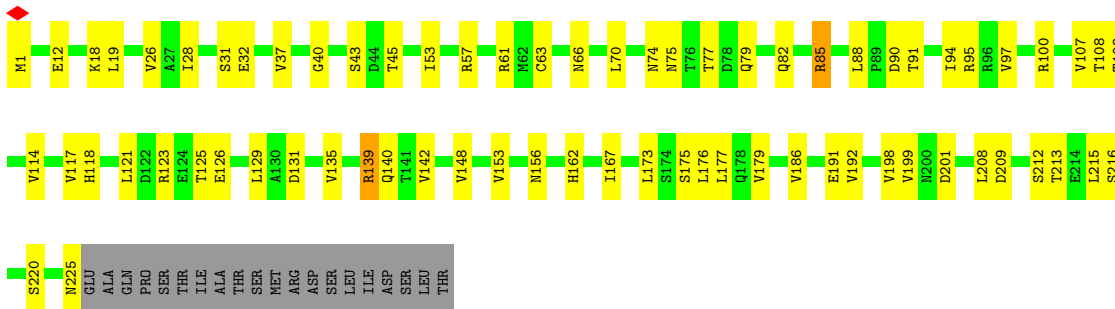 M1 E12 K18 L19 V26 A27 I28 S31 E32 V37 G40 S43 D44 T45 I53 R57 R61 M62 C63 N66 L70 N74 N75 T76 T77 D78 Q79 Q82 R85 L88 P89 D90 T91 I94 R95 R96 V97 R100 V107 T108
V114 V117 H118 L121 D122 R123 E124 T125 E126 L129 A130 D131 V135 R139 Q140 T141 V142 V148 V153 N156 H162 I167 L173 S174 S175 L176 L177 Q178 V179 V186 E191 V192 V198 V199 N200 D201 L208 D209 S212 T213 E214 L215 S216
S220 N225 GLU ALA GLN PRO SER THR ILE ALA THR SER MET ARG ASP SER LEU ILE ASP SER LEU THR